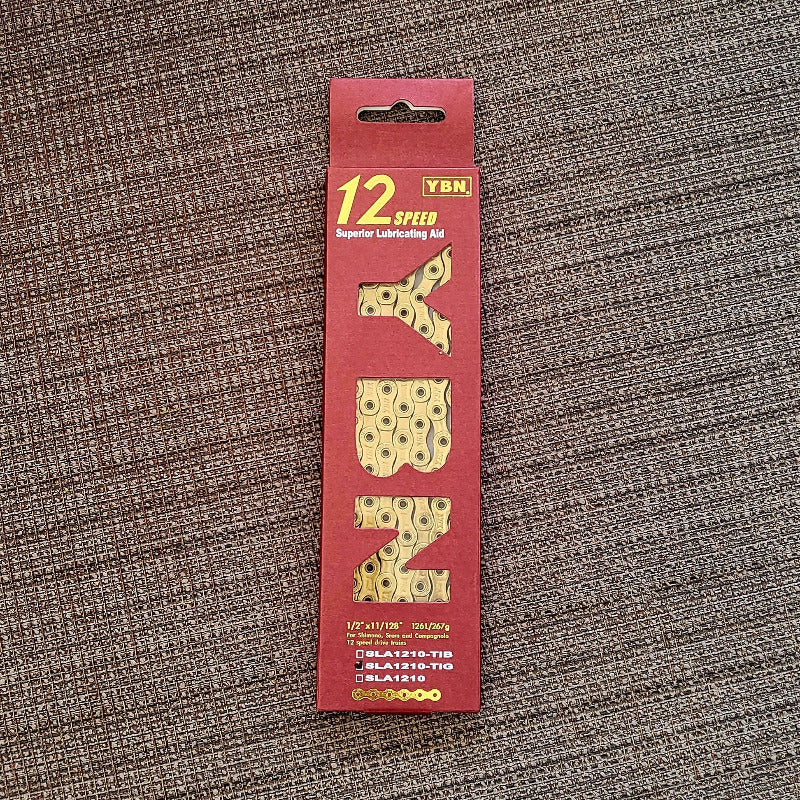 12 SPEED
YBN
Superior Lubricating Aid
YBN
1/2"x11/128" 126L/267g
For Shimano, Sram and Campagnolo
12 speed drive trains
SLA1210-TIB
SLA1210-TIG
SLA1210